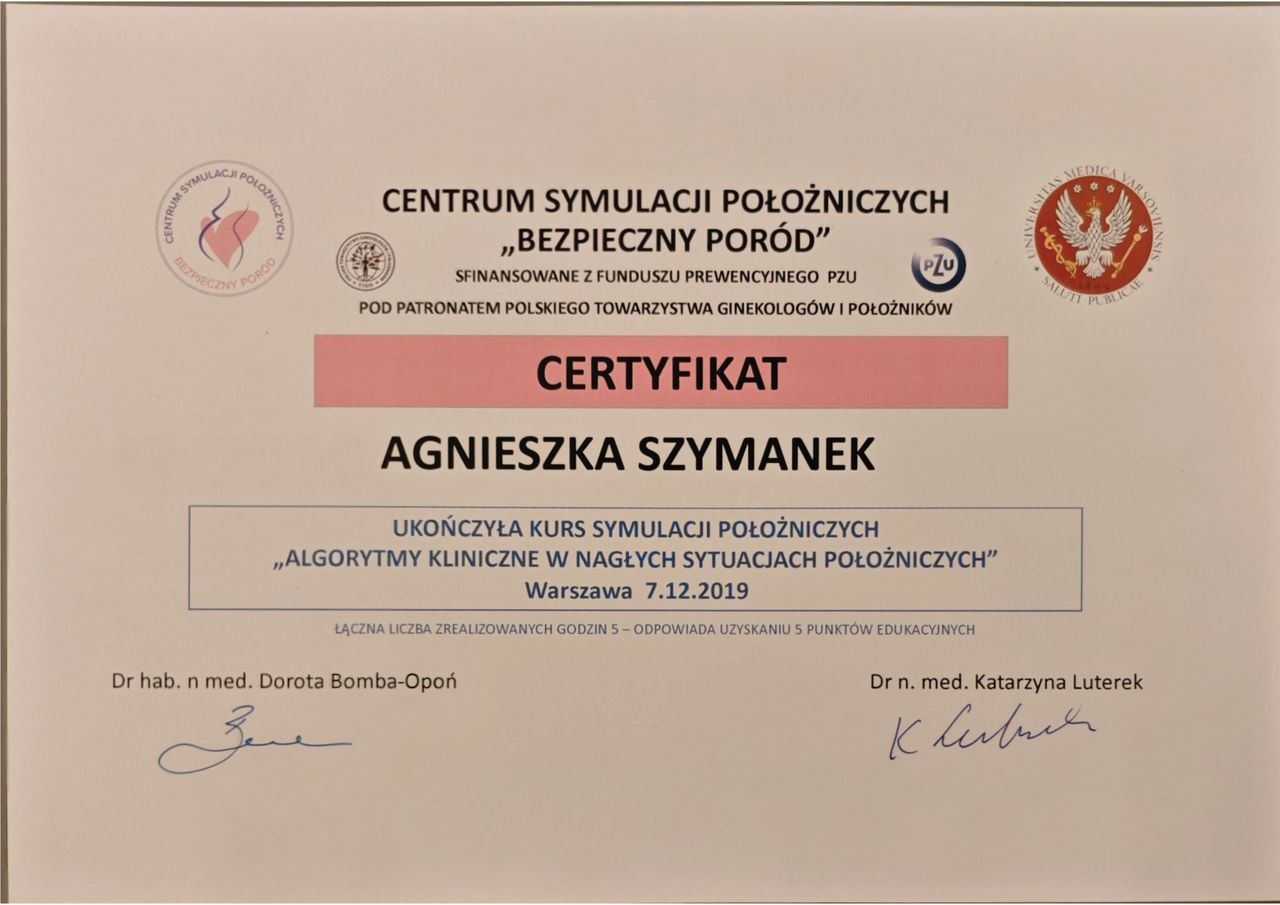 CENTRUM SYMULACJI POŁOŻNICZYCH
BEZPIECZNY PORÓD
CENTRUM SYMULACJI POŁOŻNICZYCH
„BEZPIECZNY PORÓD”
SFINANSOWANE Z FUNDUSZU PREWENCYJNEGO PZU
POD PATRONATEM POLSKIEGO TOWARZYSTWA GINEKOLOGÓW I POŁOŻNIKÓW
PZU
UNIVERSITAS MEDICA VARSOVIENSIS
1809
SALUTI PUBLICAE
CERTYFIKAT
AGNIESZKA SZYMANEK
UKOŃCZYŁA KURS SYMULACJI POŁOŻNICZYCH
„ALGORYTMY KLINICZNE W NAGŁYCH SYTUACJACH POŁOŻNICZYCH”
Warszawa 7.12.2019
ŁĄCZNA LICZBA ZREALIZOWANYCH GODZIN 5 – ODPOWIADA UZYSKANIU 5 PUNKTÓW EDUKACYJNYCH
Dr hab. n med. Dorota Bomba-Opoń
Dr n. med. Katarzyna Luterek